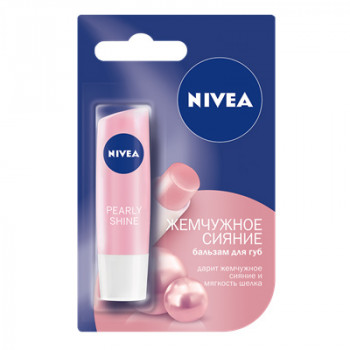 NIVEA
NIVEA
PEARLY
SHINE
ЖЕМЧУЖНОЕ
СИЯНИЕ
бальзам для губ
дарит жемчужное
сияние и
мягкость шелка